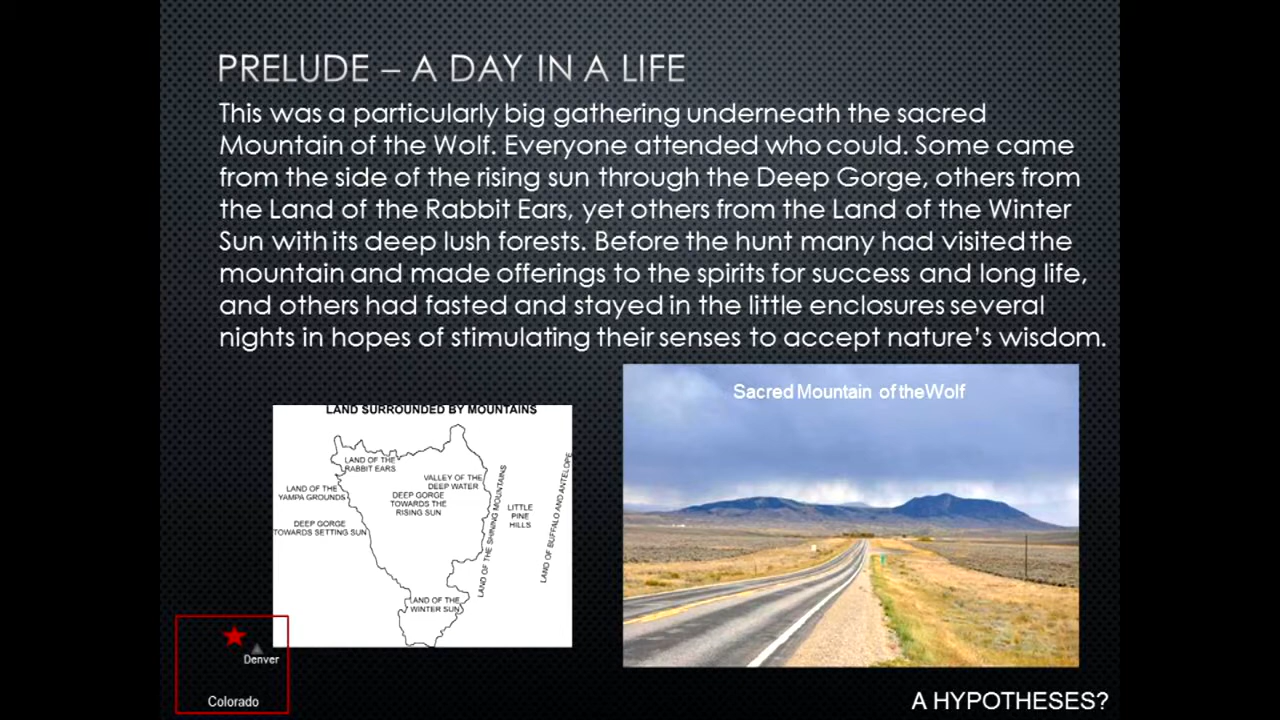 PRELUDE – A DAY IN A LIFE
This was a particularly big gathering underneath the sacred
Mountain of the Wolf. Everyone attended who could. Some came
from the side of the rising sun through the Deep Gorge, others from
the Land of the Rabbit Ears, yet others from the Land of the Winter
Sun with its deep lush forests. Before the hunt many had visited the
mountain and made offerings to the spirits for success and long life,
and others had fasted and stayed in the little enclosures several
nights in hopes of stimulating their senses to accept nature's wisdom.
LAND SURROUNDED BY MOUNTAINS
LAND OF THE
RABBIT EARS
LAND OF THE
YAMPA GROUNDS
VALLEY OF THE
DEEP WATER
DEEP GORGE
TOWARDS THE
RISING SUN
DEEP GORGE
TOWARDS SETTING SUN
LAND OF THE SHINING MOUNTAINS
LITTLE
PINE
HILLS
LAND OF BUFFALO AND ANTELOPE
LAND OF THE
WINTER SUN
Sacred Mountain of the Wolf
Denver
Colorado
A HYPOTHESES?